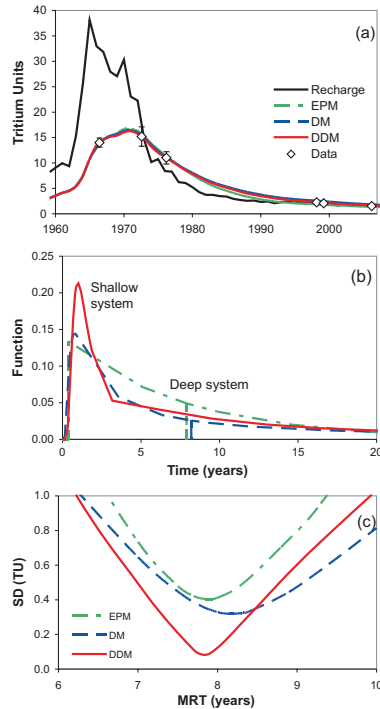 (a)
Tritium Units
40
35
30
25
20
15
10
5
0
Recharge
EPM
DM
DDM
Data
1960
1970
1980
1990
2000
(b)
Function
0.25
0.20
0.15
0.10
0.05
0.00
Shallow
system
Deep system
0
5
10
15
20
Time (years)
(c)
SD (TU)
1.0
0.8
0.6
0.4
0.2
0.0
EPM
DM
DDM
6
7
8
9
10
MRT (years)